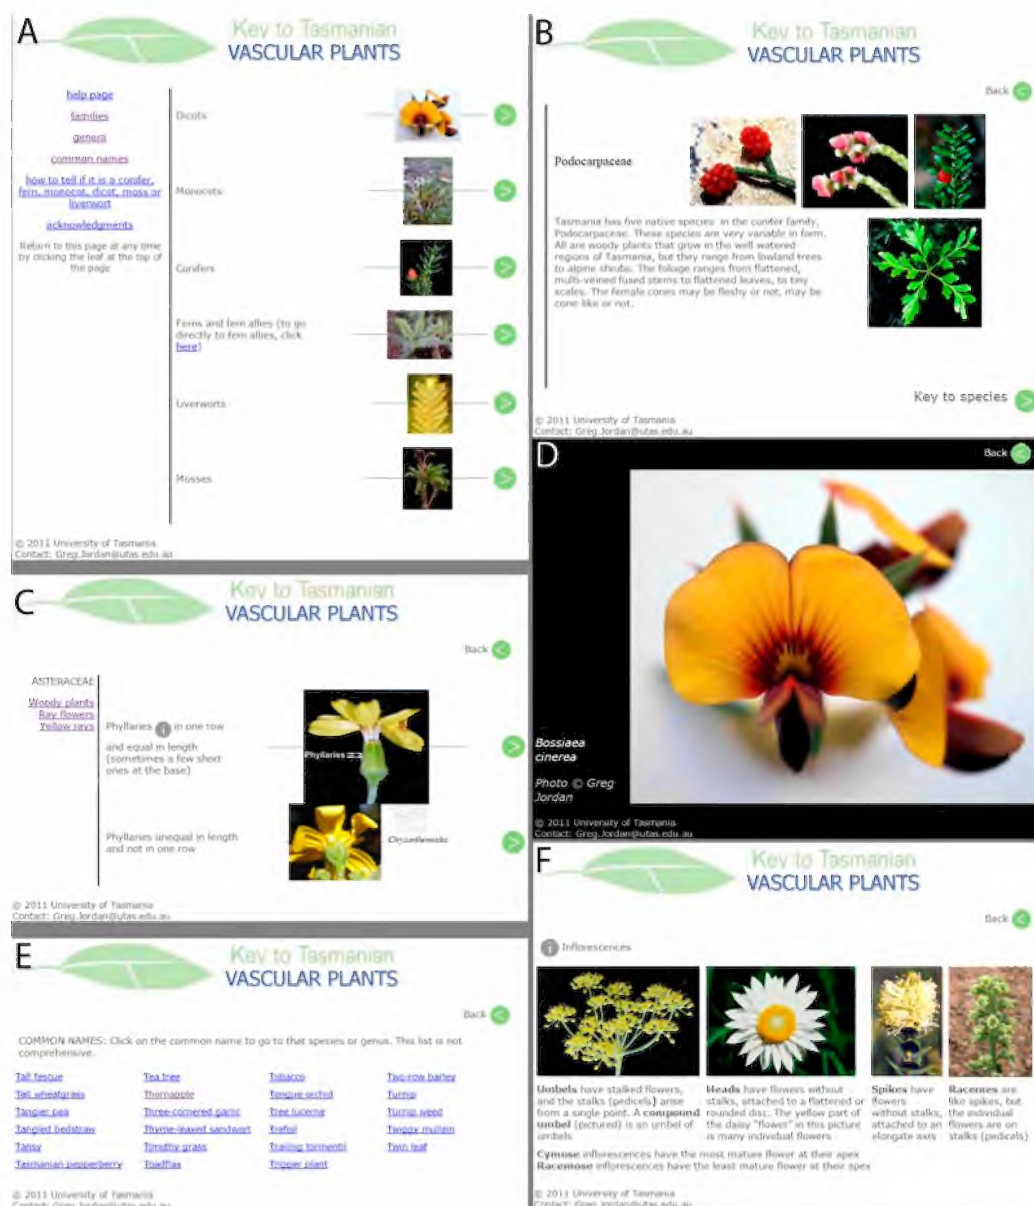 A
Key to Tasmanian
VASCULAR PLANTS
help page
families
genera
common names
how to tell if it is a conifer,
fern, monocot, dicot, moss or
liverwort
acknowledgments
Return to this page at any time
by clicking the leaf at the top of
the page
Dicots
Monocots
Conifers
Ferns and fern allies (to go
directly to fern allies, click
here)
Liverworts
Mosses
© 2011 University of Tasmania
Contact: Greg.Jordan@utas.edu.au
B
Key to Tasmanian
VASCULAR PLANTS
Back
Podocarpaceae
Tasmania has five native species in the conifer family,
Podocarpaceae. These species are very variable in form.
All are woody plants that grow in the well watered
regions of Tasmania, but they range from lowland trees
to alpine shrubs. The foliage ranges from flattened,
multi-veined fused stems to flattened leaves, to tiny
scales. The female cones may be fleshy or not, may be
cone like or not.
Key to species
© 2011 University of Tasmania
Contact: Greg.Jordan@utas.edu.au
C
Key to Tasmanian
VASCULAR PLANTS
Back
ASTERACEAE
Woody plants
Ray flowers
Yellow rays
Phyllaries i in one row
and equal in length
(sometimes a few short
ones at the base)
Phyllaries
Phyllaries unequal in length
and not in one row
© 2011 University of Tasmania
Contact: Greg.Jordan@utas.edu.au
D
Back
Bossiaea
cinerea
Photo © Greg
Jordan
© 2011 University of Tasmania
Contact: Greg.Jordan@utas.edu.au
E
Key to Tasmanian
VASCULAR PLANTS
Back
COMMON NAMES: Click on the common name to go to that species or genus. This list is not
comprehensive.
Tall fescue Tea tree Tobacco Two-row barley
Tall wheatgrass Thornapple Tongue orchid Turnip
Tangier pea Three-cornered garlic Tree lucerne Turnip weed
Tangled bedstraw Thyme-leaved sandwort Trefoil Twiggy mullein
Tansy Timothy grass Trailing tormentil Twin leaf
Tasmanian pepperberry Toadflax Trigger plant
© 2011 University of Tasmania
Contact: Greg.Jordan@utas.edu.au
F
Key to Tasmanian
VASCULAR PLANTS
Back
i Inflorescences
Umbels have stalked flowers,
and the stalks (pedicels) arise
from a single point. A compound
umbel (pictured) is an umbel of
umbels
Heads have flowers without
stalks, attached to a flattened or
rounded disc. The yellow part of
the daisy "flower" in this picture
is many individual flowers
Spikes have
flowers
without stalks,
attached to an
elongate axis
Racemes are
like spikes, but
the individual
flowers are on
stalks (pedicels)
Cymose inflorescences have the most mature flower at their apex
Racemose inflorescences have the least mature flower at their apex
© 2011 University of Tasmania
Contact: Greg.Jordan@utas.edu.au